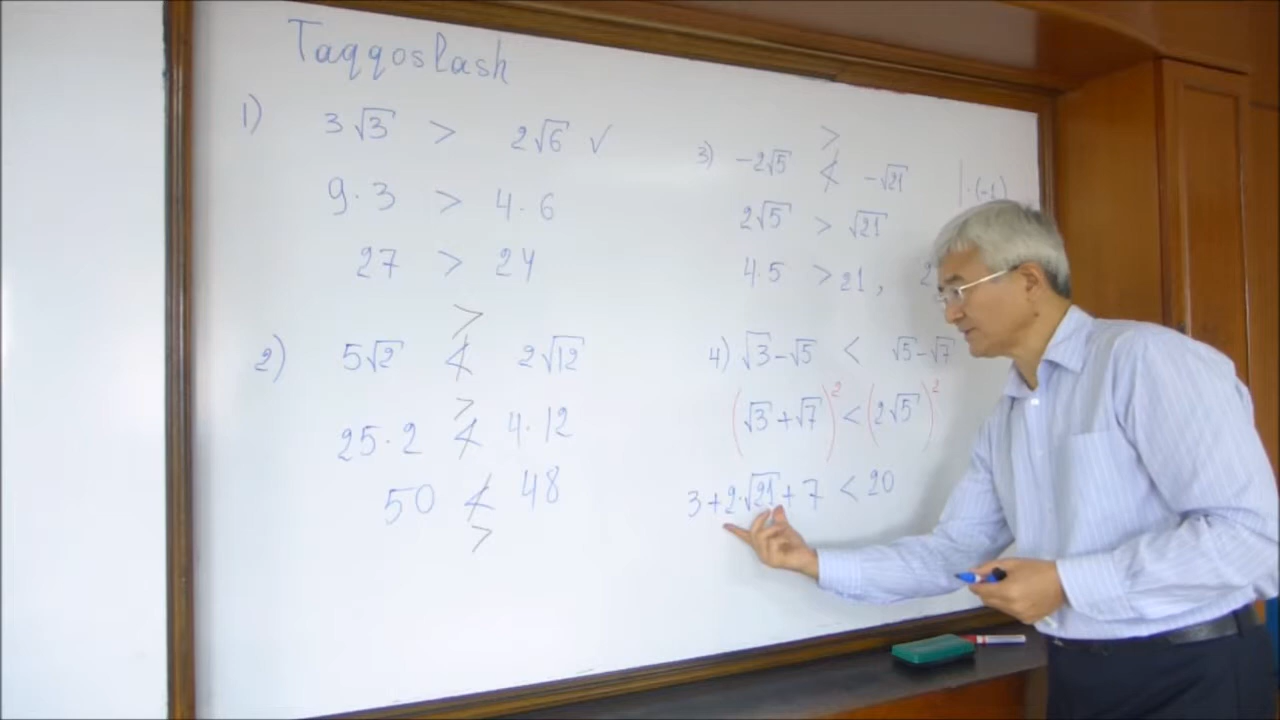 Taqqoslash
1) 3√3 > 2√6 ✓
9·3 > 4·6
27 > 24
>
2) 5√2 ≮ 2√12
>
25·2 ≮ 4·12
50 ≮ 48
>
>
3) -2√5 ≮ -√21 |·(-1)
2√5 > √21
4·5 > 21, 2
4) √3-√5 < √5-√7
(√3+√7)² < (2√5)²
3+2·√21+7 < 20